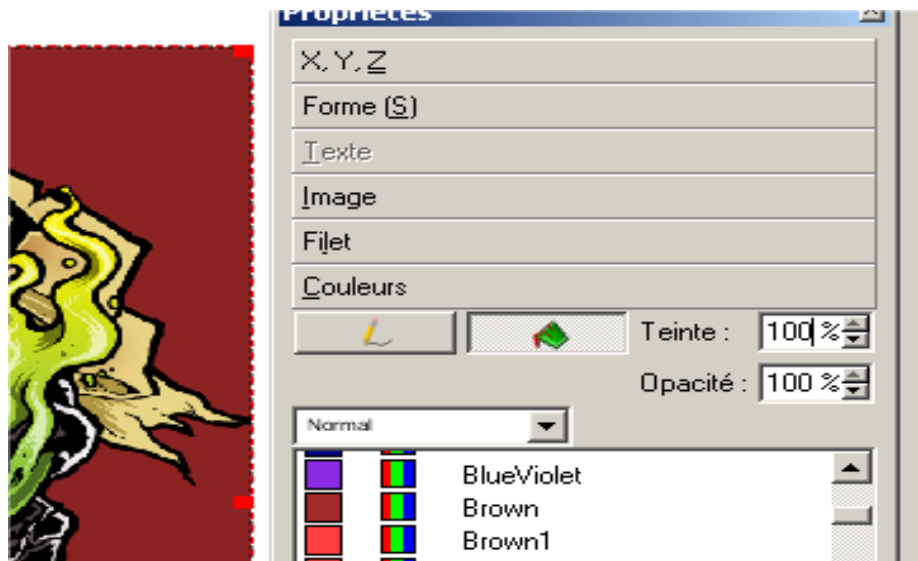 Propriétés
X, Y, Z
Forme (S)
Texte
Image
Filet
Couleurs
Teinte : 100 %
Opacité : 100 %
Normal
BlueViolet
Brown
Brown1